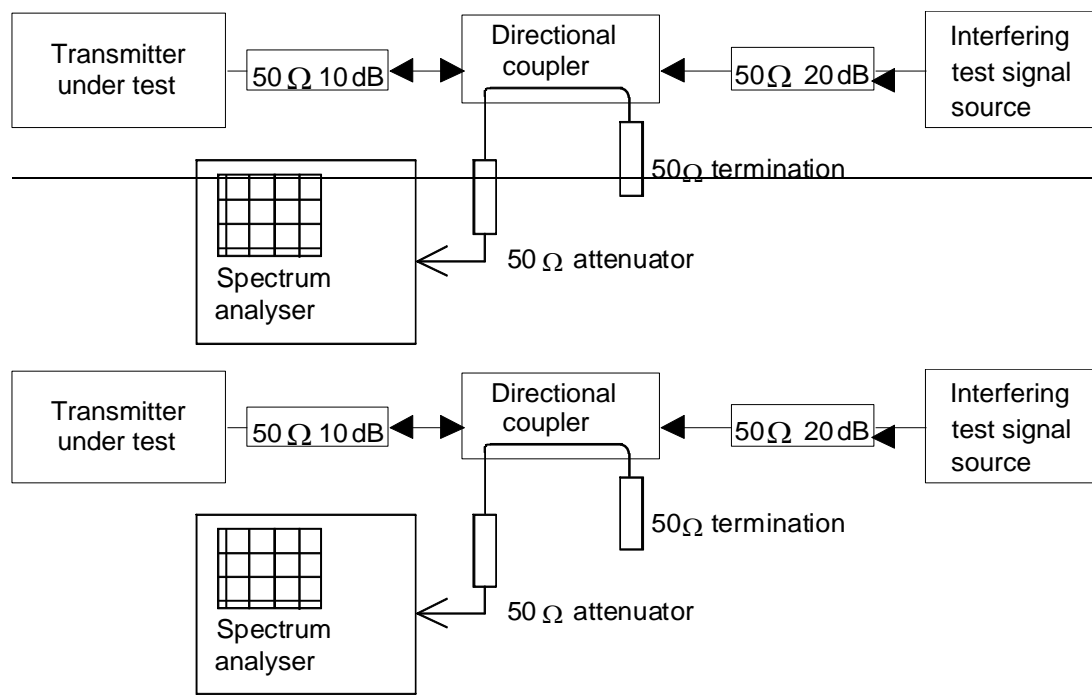 Transmitter
under test
50 Ω 10 dB
Directional
coupler
50 Ω 20 dB
Interfering
test signal
source
50Ω termination
50 Ω attenuator
Spectrum
analyser
Transmitter
under test
50 Ω 10 dB
Directional
coupler
50 Ω 20 dB
Interfering
test signal
source
50Ω termination
50 Ω attenuator
Spectrum
analyser